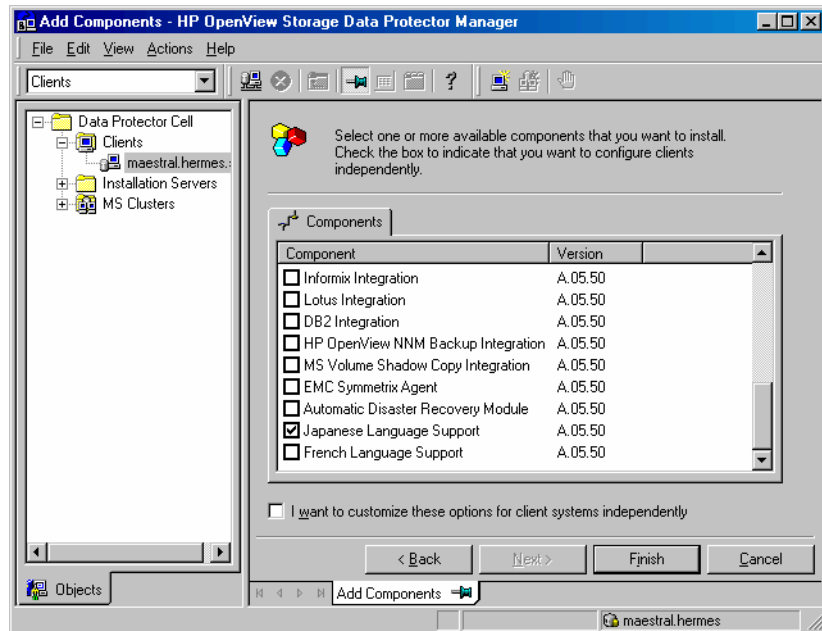 Add Components - HP OpenView Storage Data Protector Manager
File Edit View Actions Help
Clients
Data Protector Cell
Clients
maestral.hermes.
Installation Servers
MS Clusters
Objects
Select one or more available components that you want to install.
Check the box to indicate that you want to configure clients
independently.
Components
Component Version
Informix Integration A.05.50
Lotus Integration A.05.50
DB2 Integration A.05.50
HP OpenView NNM Backup Integration A.05.50
MS Volume Shadow Copy Integration A.05.50
EMC Symmetrix Agent A.05.50
Automatic Disaster Recovery Module A.05.50
Japanese Language Support A.05.50
French Language Support A.05.50
I want to customize these options for client systems independently
< Back Next > Finish Cancel
Add Components
maestral.hermes